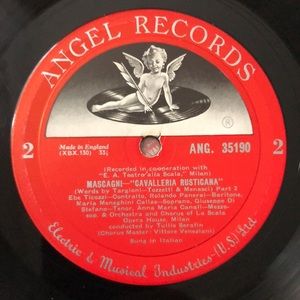 ANGEL RECORDS
Made in England
(XBX.130) 33⅓
ANG. 35190
®
2
2
(Recorded in cooperation with
"E. A. Teatro alla Scala," Milan)
MASCAGNI—"CAVALLERIA RUSTICANA"
(Words by Targioni-Tozzetti & Menasci) Part 2
Ebe Ticozzi-Contralto, Rolando Panerai-Baritone,
Maria Meneghini Callas-Soprano, Giuseppe Di
Stefano-Tenor, Anna Maria Canali-Mezzo-
sop. & Orchestra and Chorus of La Scala
Opera House, Milan
conducted by Tullio Serafin
(Chorus Master Vittore Veneziani)
Sung in Italian
Electric & Musical Industries-(U.S) Ltd.